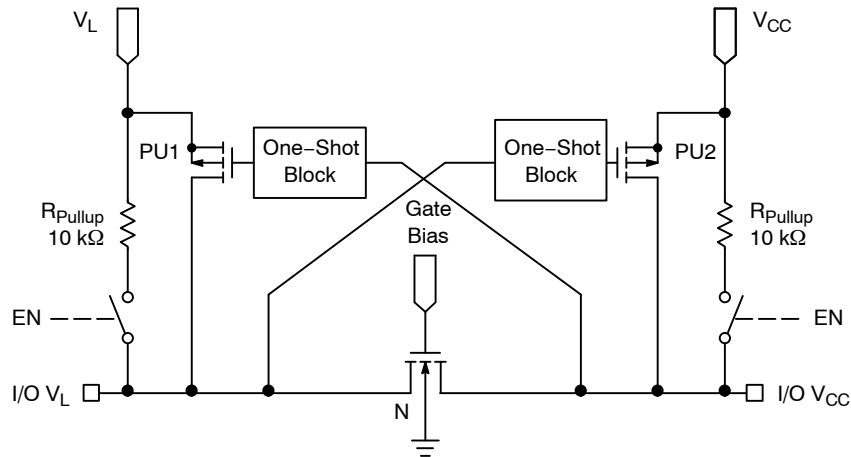 V_L
V_CC
PU1
One–Shot
Block
One–Shot
Block
PU2
Gate
Bias
R_Pullup
10 kΩ
R_Pullup
10 kΩ
EN
EN
I/O V_L
I/O V_CC
N